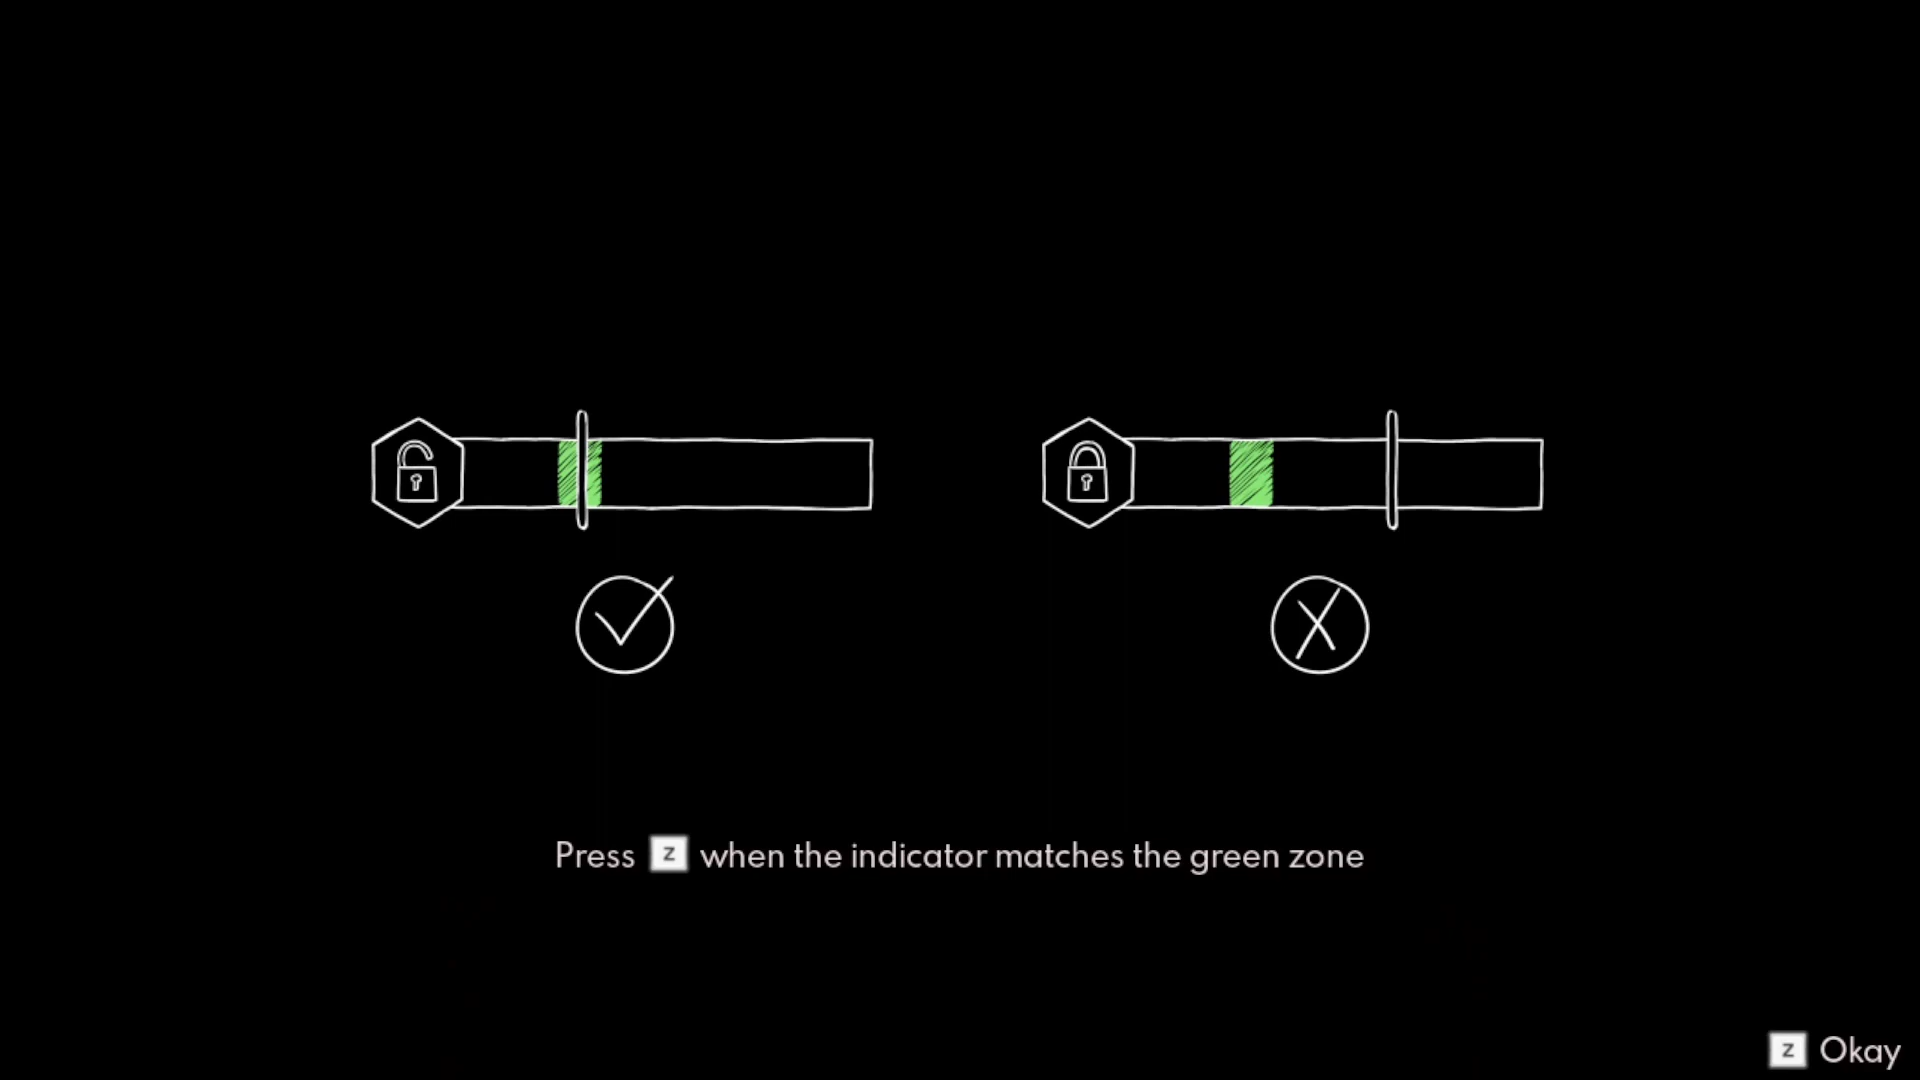 Press Z when the indicator matches the green zone
Z Okay